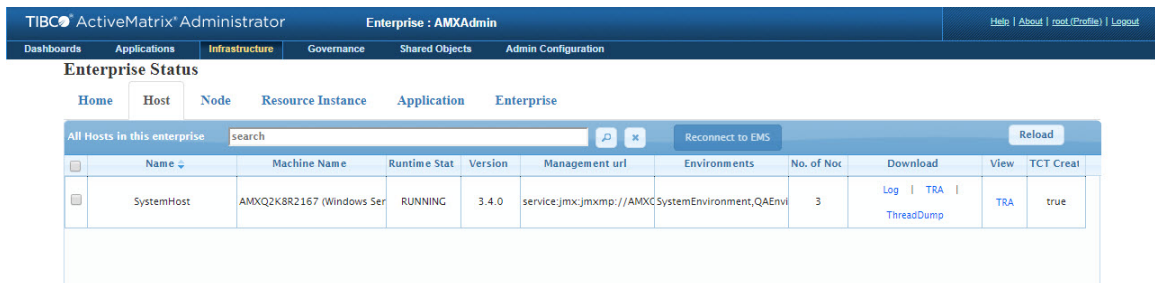 TIBCO® ActiveMatrix® Administrator Enterprise : AMXAdmin Help | About | root (Profile) | Logout
Dashboards Applications Infrastructure Governance Shared Objects Admin Configuration
Enterprise Status
Home Host Node Resource Instance Application Enterprise
All Hosts in this enterprise search Reconnect to EMS Reload
Name Machine Name Runtime Stat Version Management url Environments No. of Noc Download View TCT Creat
SystemHost AMXQ2K8R2167 (Windows Ser RUNNING 3.4.0 service:jmx:jmxmp://AMXQ SystemEnvironment,QAEnvi 3 Log | TRA | TRA true
ThreadDump